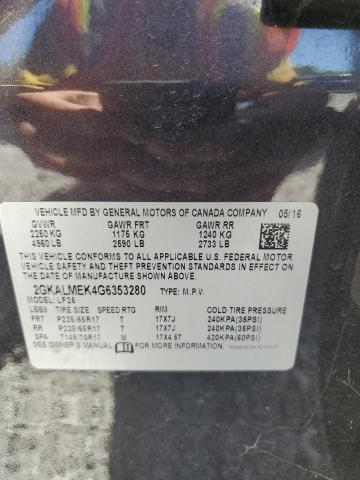 VEHICLE MFD BY GENERAL MOTORS OF CANADA COMPANY 05/16
GVWR GAWR FRT GAWR RR
2250 KG 1175 KG 1240 KG
4960 LB 2590 LB 2733 LB
THIS VEHICLE CONFORMS TO ALL APPLICABLE U.S. FEDERAL MOTOR
VEHICLE SAFETY, BUMPER, AND THEFT PREVENTION STANDARDS IN
EFFECT ON THE DATE OF MANUFACTURE SHOWN ABOVE.
2GKALMEK4G6353280 TYPE: M.P.V.
MODEL: LF26
LBB8 TIRE SIZE SPEED RTG RIM COLD TIRE PRESSURE
FRT P225/65R17 T 17X7J 240KPA(35PSI)
RR P225/65R17 T 17X7J 240KPA(35PSI)
SPA T145/70R17 M 17X4.5T 420KPA(60PSI)
SEE OWNER'S MANUAL FOR MORE INFORMATION.